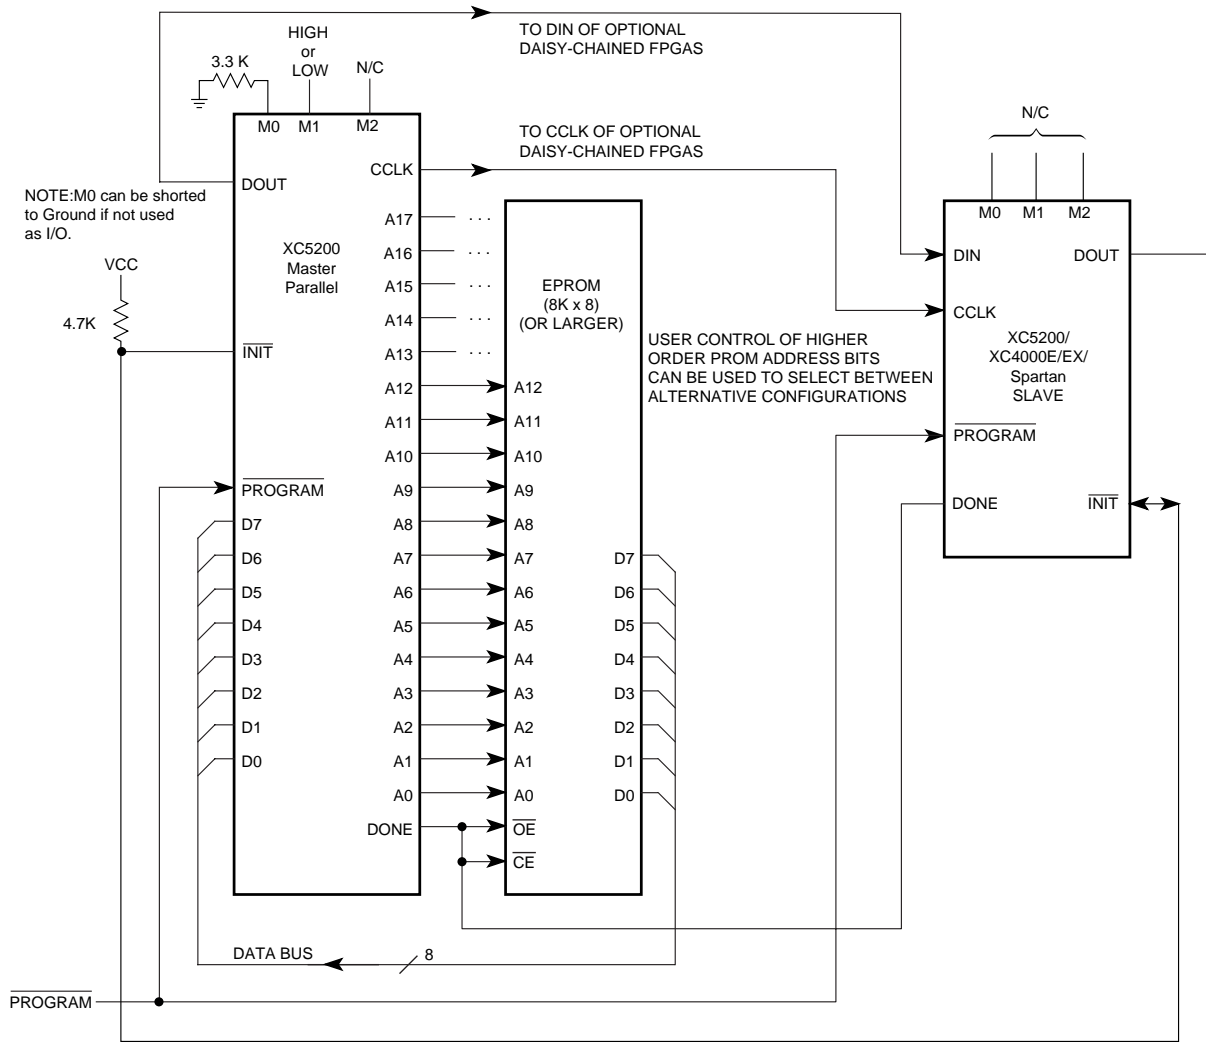 TO DIN OF OPTIONAL
DAISY-CHAINED FPGAS
HIGH
or
LOW
3.3 K
N/C
M0
M1
M2
TO CCLK OF OPTIONAL
DAISY-CHAINED FPGAS
N/C
NOTE:M0 can be shorted
to Ground if not used
as I/O.
VCC
4.7K
DOUT
XC5200
Master
Parallel
INIT
PROGRAM
D7
D6
D5
D4
D3
D2
D1
D0
CCLK
A17 ...
A16 ...
A15 ...
A14 ...
A13 ...
A12
A11
A10
A9
A8
A7
A6
A5
A4
A3
A2
A1
A0
DONE
EPROM
(8K x 8)
(OR LARGER)
A12
A11
A10
A9
A8
A7
A6
A5
A4
A3
A2
A1
A0
OE
CE
D7
D6
D5
D4
D3
D2
D1
D0
USER CONTROL OF HIGHER
ORDER PROM ADDRESS BITS
CAN BE USED TO SELECT BETWEEN
ALTERNATIVE CONFIGURATIONS
M0
M1
M2
DIN
DOUT
CCLK
XC5200/
XC4000E/EX/
Spartan
SLAVE
PROGRAM
DONE
INIT
DATA BUS
8
PROGRAM